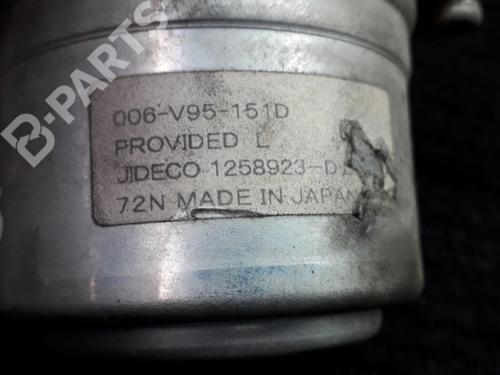 B-PARTS
006-V95-151D
PROVIDED L
JIDECO 1258923-D
72N MADE IN JAPAN